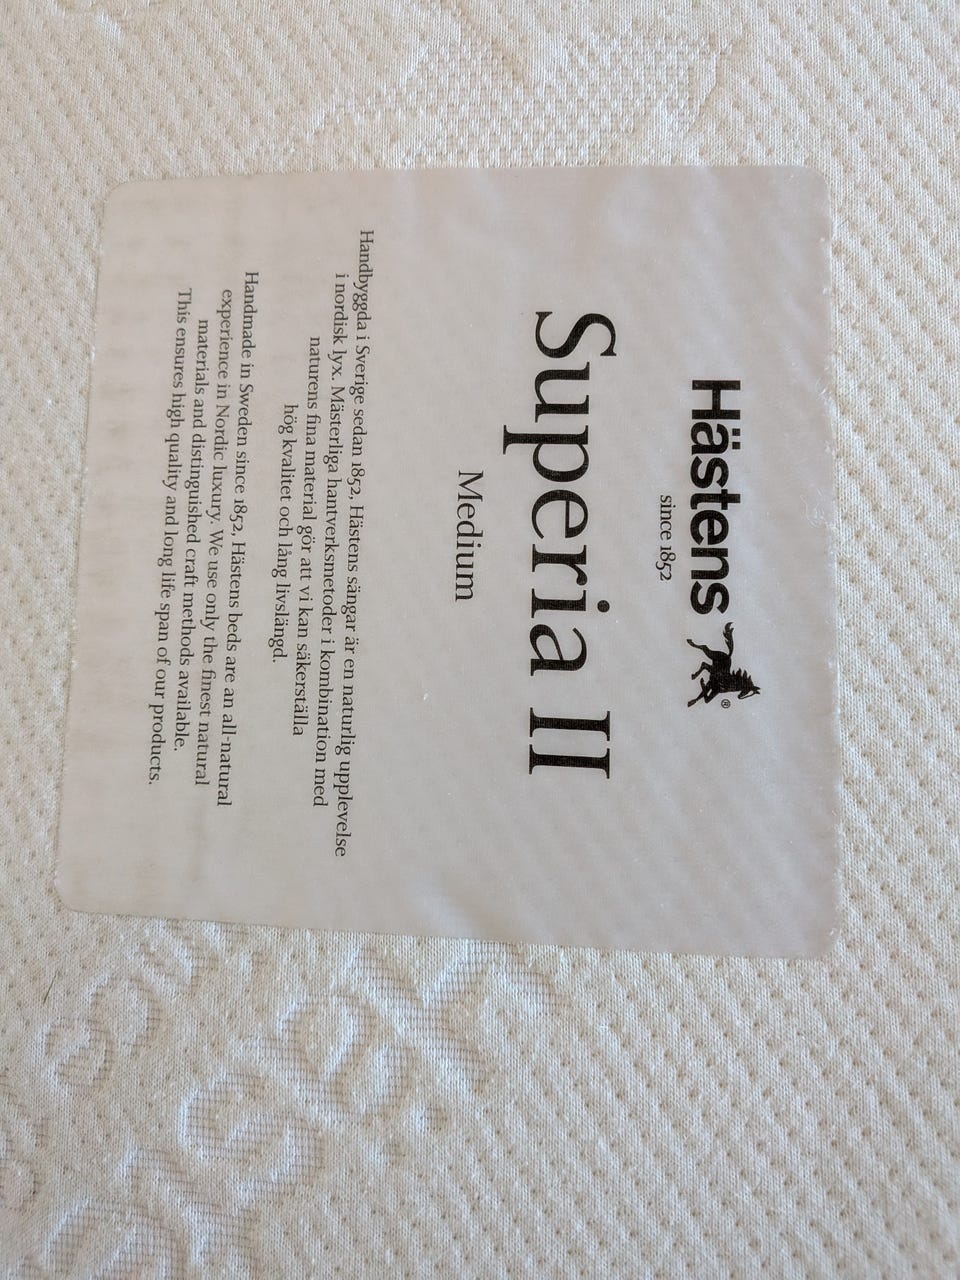 Hästens
since 1852
®
Superia II
Medium
Handbyggda i Sverige sedan 1852, Hästens sängar är en naturlig upplevelse
i nordisk lyx. Mästerliga hantverksmetoder i kombination med
naturens fina material gör att vi kan säkerställa
hög kvalitet och lång livslängd.
Handmade in Sweden since 1852, Hästens beds are an all-natural
experience in Nordic luxury. We use only the finest natural
materials and distinguished craft methods available.
This ensures high quality and long life span of our products.